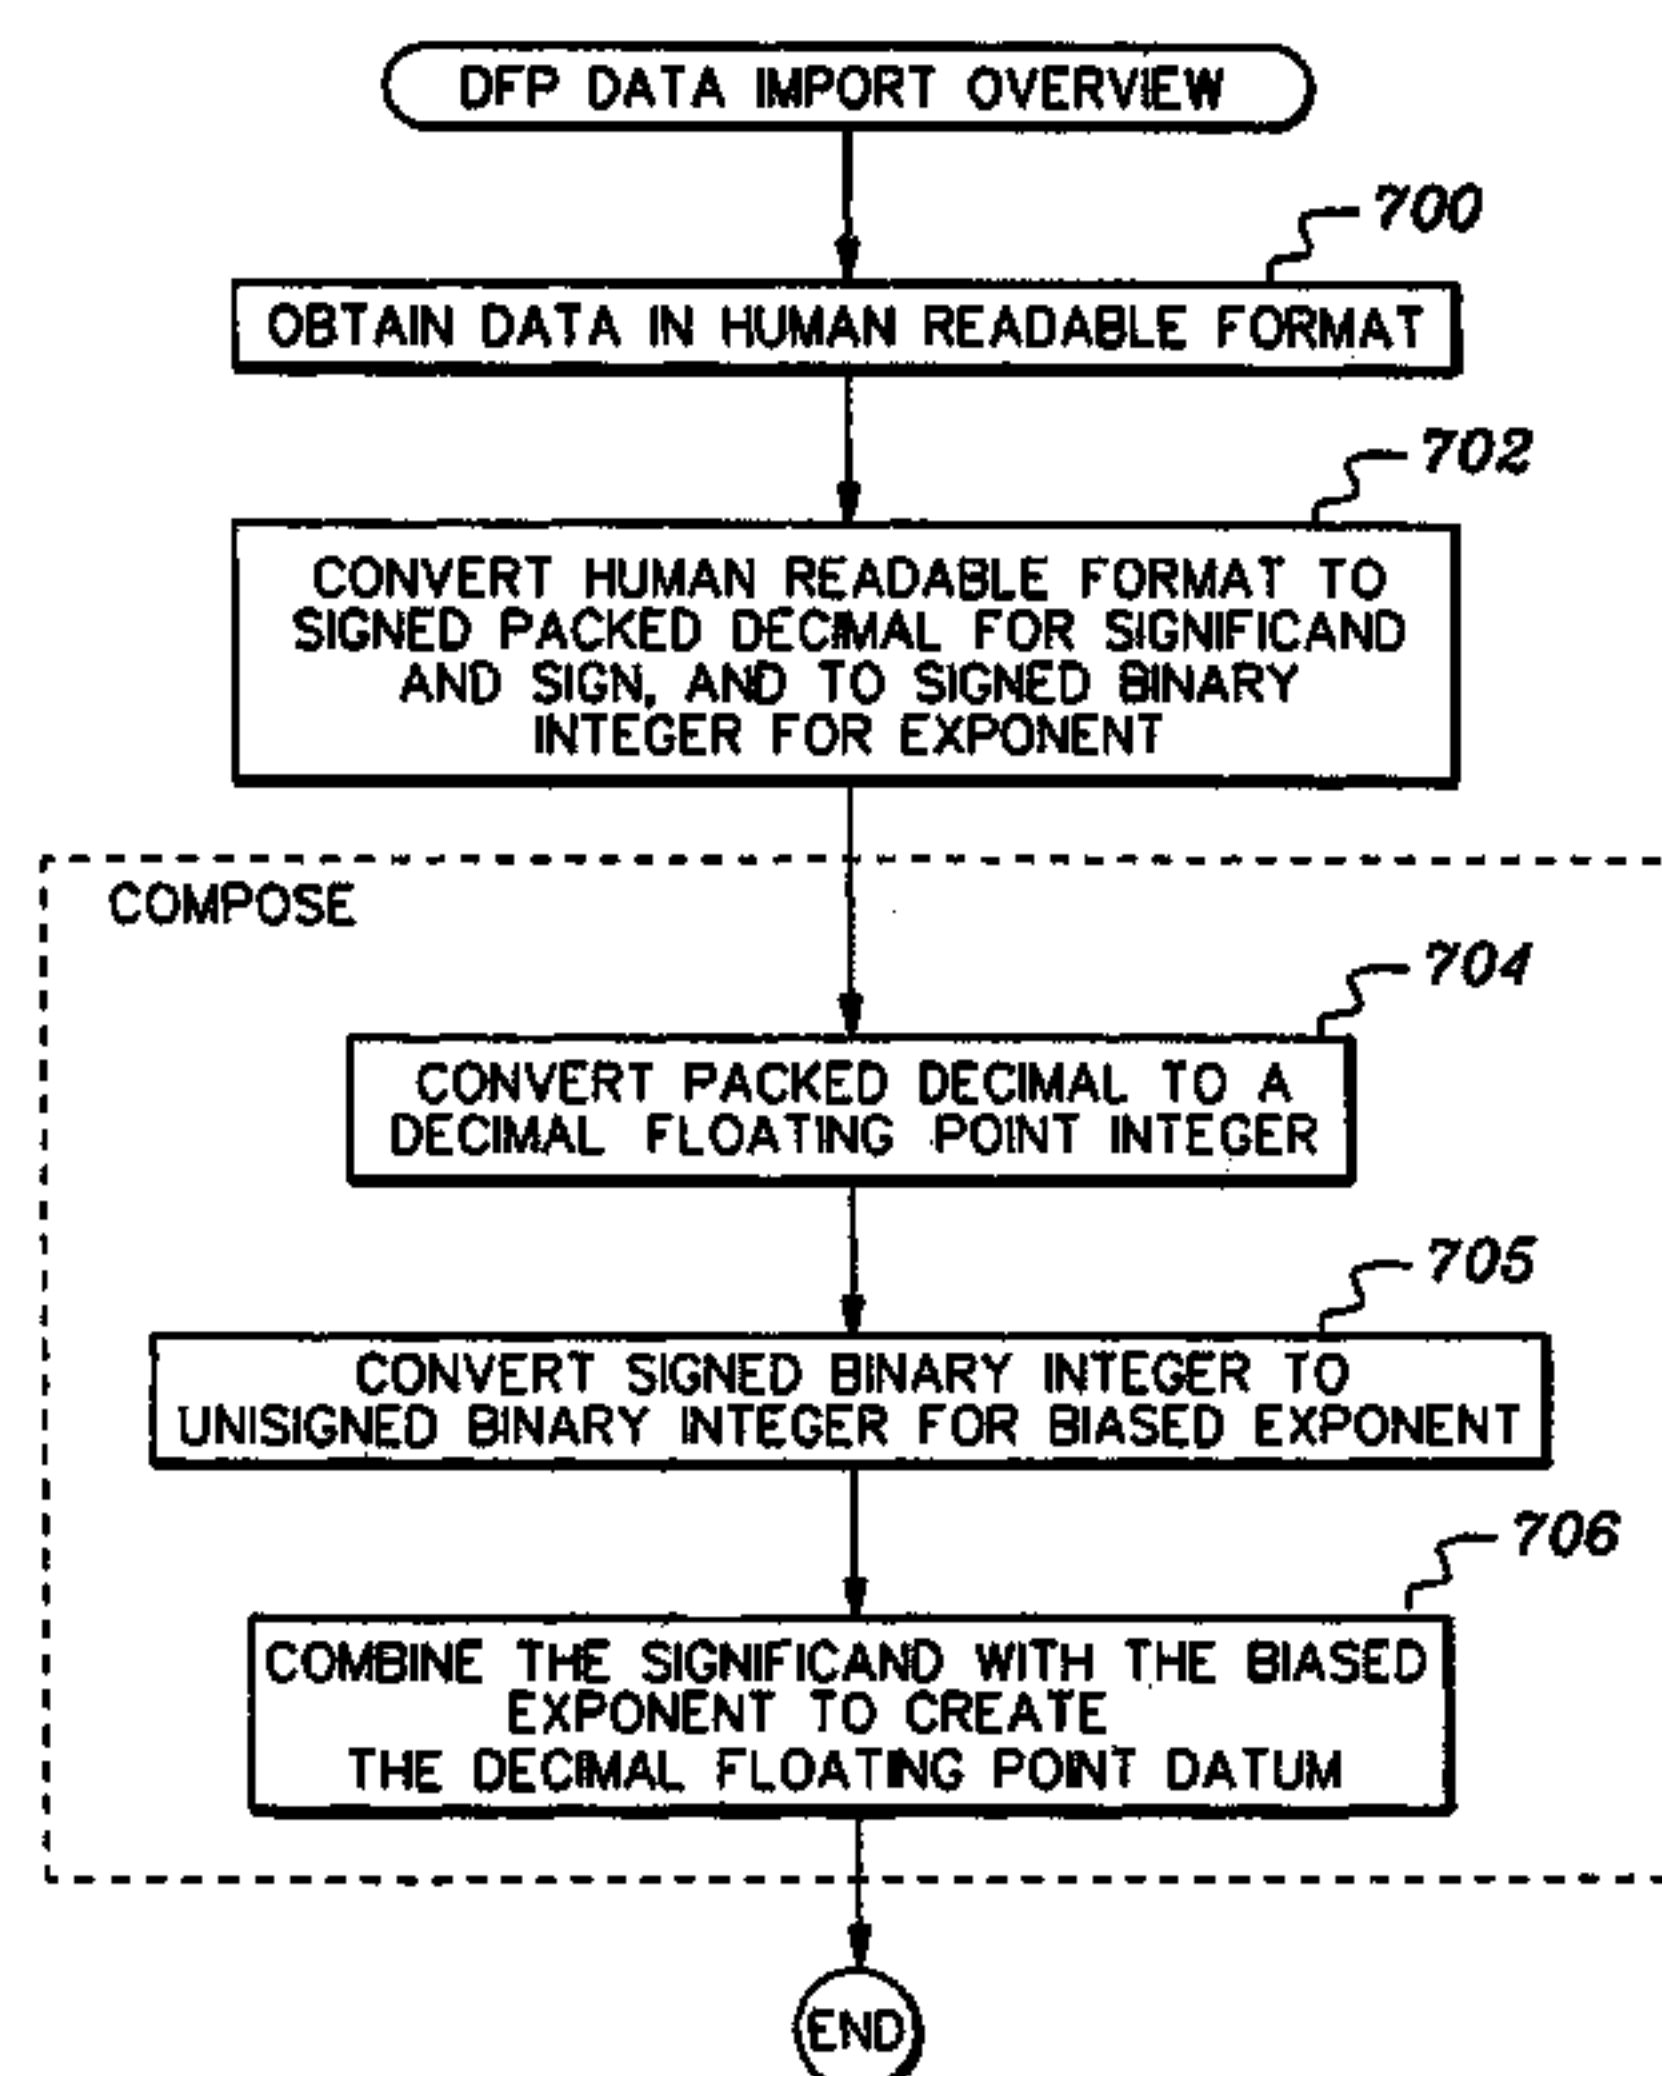 DFP DATA IMPORT OVERVIEW
700
OBTAIN DATA IN HUMAN READABLE FORMAT
702
CONVERT HUMAN READABLE FORMAT TO
SIGNED PACKED DECIMAL FOR SIGNIFICAND
AND SIGN, AND TO SIGNED BINARY
INTEGER FOR EXPONENT
COMPOSE
704
CONVERT PACKED DECIMAL TO A
DECIMAL FLOATING POINT INTEGER
705
CONVERT SIGNED BINARY INTEGER TO
UNISIGNED BINARY INTEGER FOR BIASED EXPONENT
706
COMBINE THE SIGNIFICAND WITH THE BIASED
EXPONENT TO CREATE
THE DECIMAL FLOATING POINT DATUM
END